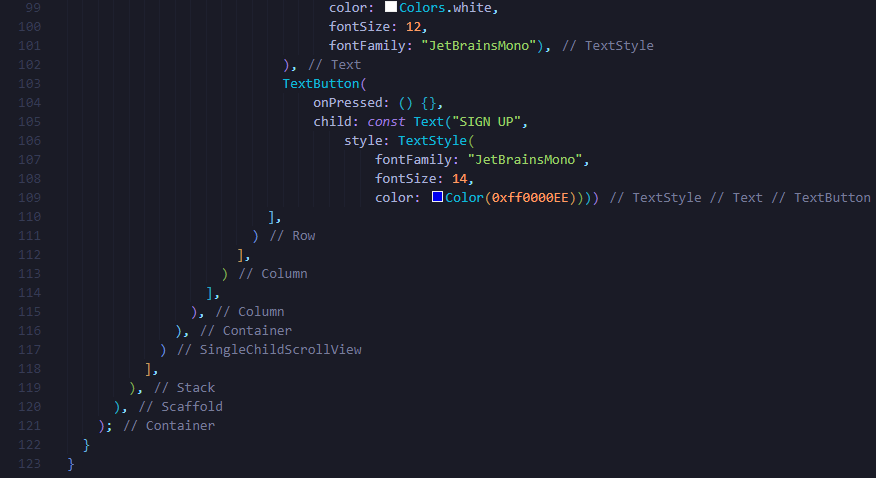 99 color: Colors.white,
100 fontSize: 12,
101 fontFamily: "JetBrainsMono"), // TextStyle
102 ), // Text
103 TextButton(
104 onPressed: () {},
105 child: const Text("SIGN UP",
106 style: TextStyle(
107 fontFamily: "JetBrainsMono",
108 fontSize: 14,
109 color: Color(0xff0000EE)))) // TextStyle // Text // TextButton
110 ],
111 ) // Row
112 ],
113 ) // Column
114 ],
115 ), // Column
116 ), // Container
117 ) // SingleChildScrollView
118 ],
119 ), // Stack
120 ), // Scaffold
121 ); // Container
122 }
123 }